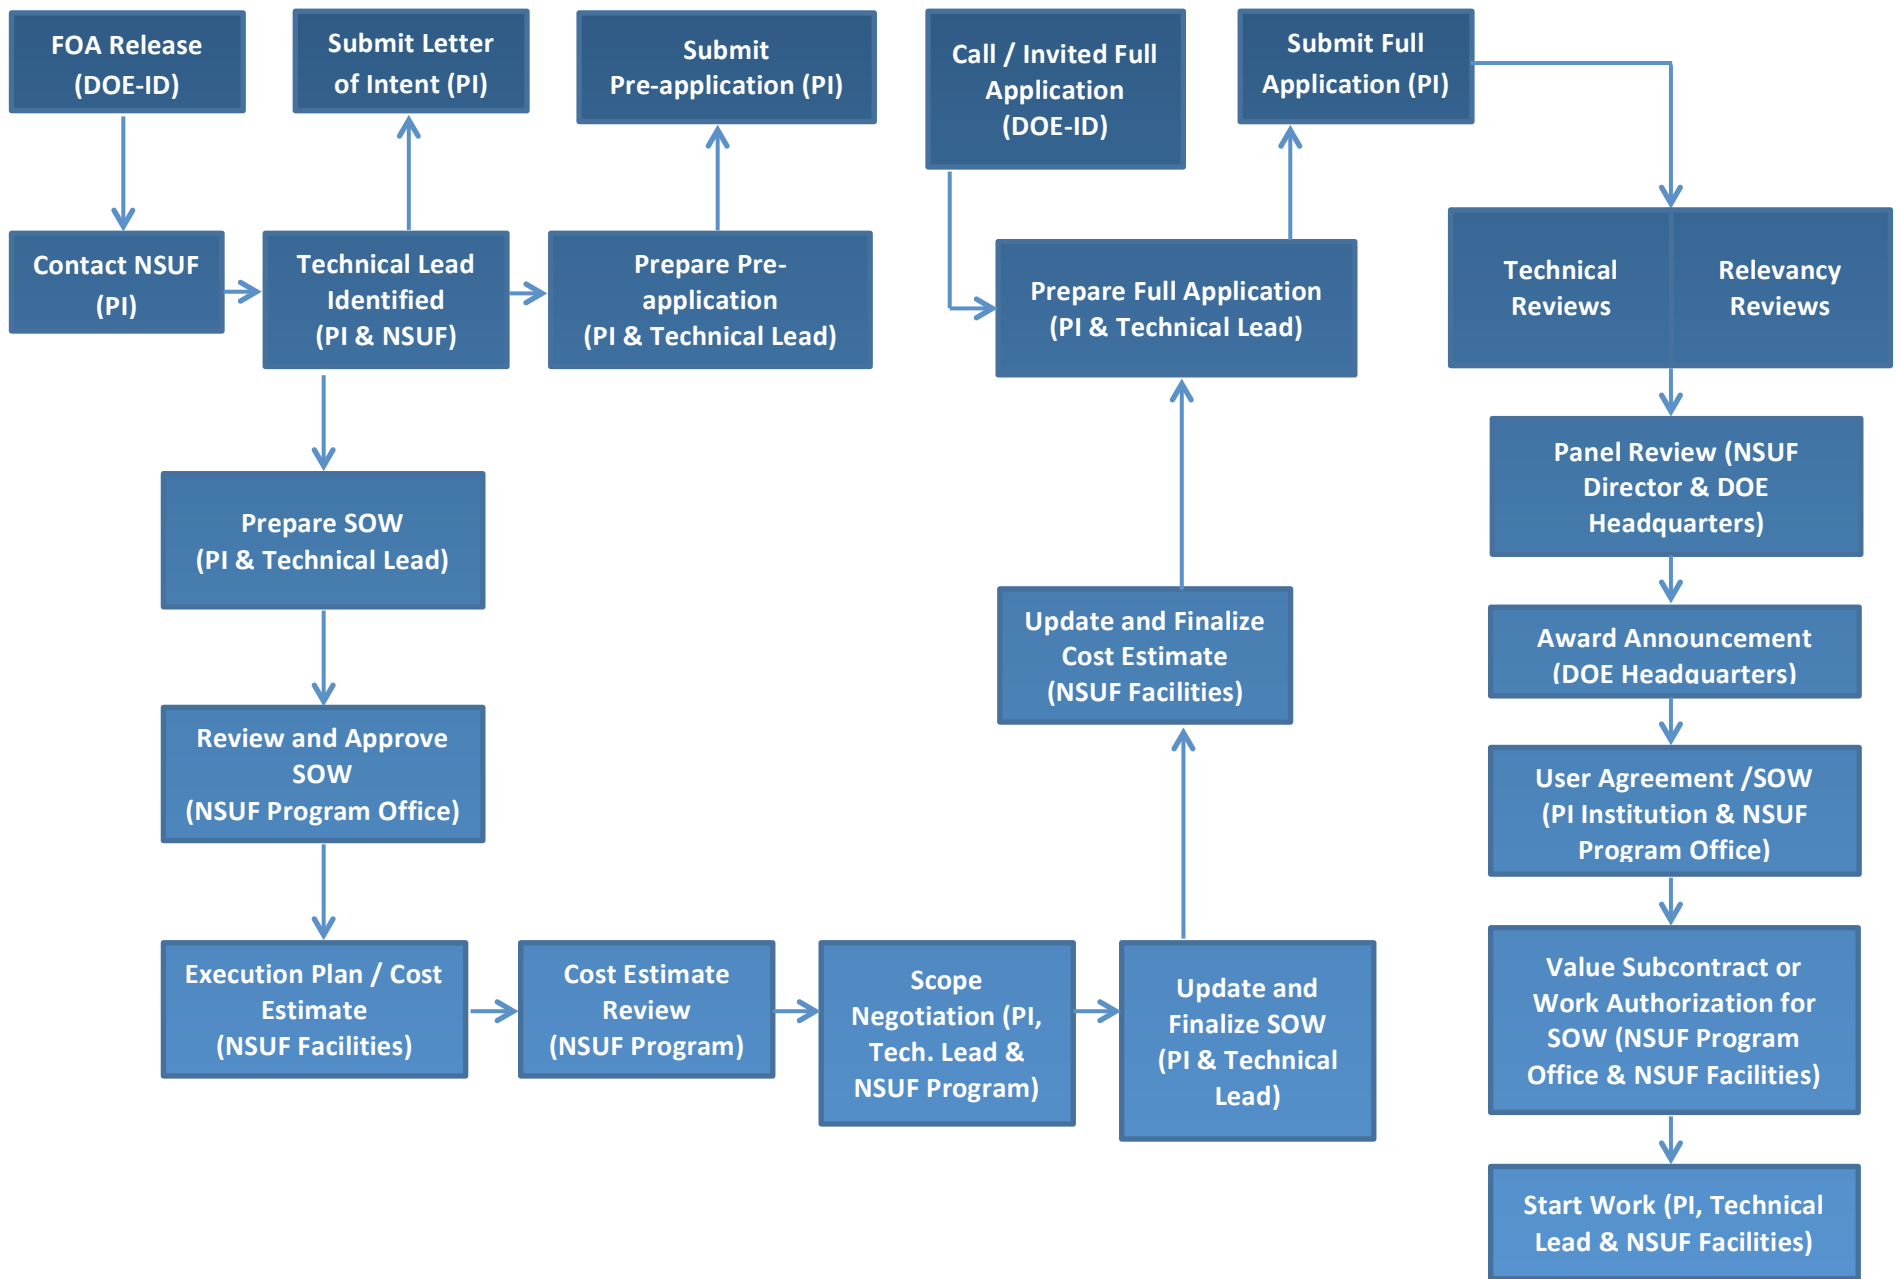 FOA Release
(DOE-ID)
Submit Letter
of Intent (PI)
Submit
Pre-application (PI)
Call / Invited Full
Application
(DOE-ID)
Submit Full
Application (PI)
Contact NSUF
(PI)
Technical Lead
Identified
(PI & NSUF)
Prepare Pre-
application
(PI & Technical Lead)
Prepare Full Application
(PI & Technical Lead)
Technical
Reviews
Relevancy
Reviews
Prepare SOW
(PI & Technical Lead)
Panel Review (NSUF
Director & DOE
Headquarters)
Update and Finalize
Cost Estimate
(NSUF Facilities)
Award Announcement
(DOE Headquarters)
Review and Approve
SOW
(NSUF Program Office)
User Agreement /SOW
(PI Institution & NSUF
Program Office)
Execution Plan / Cost
Estimate
(NSUF Facilities)
Cost Estimate
Review
(NSUF Program)
Scope
Negotiation (PI,
Tech. Lead &
NSUF Program)
Update and
Finalize SOW
(PI & Technical
Lead)
Value Subcontract or
Work Authorization for
SOW (NSUF Program
Office & NSUF Facilities)
Start Work (PI, Technical
Lead & NSUF Facilities)